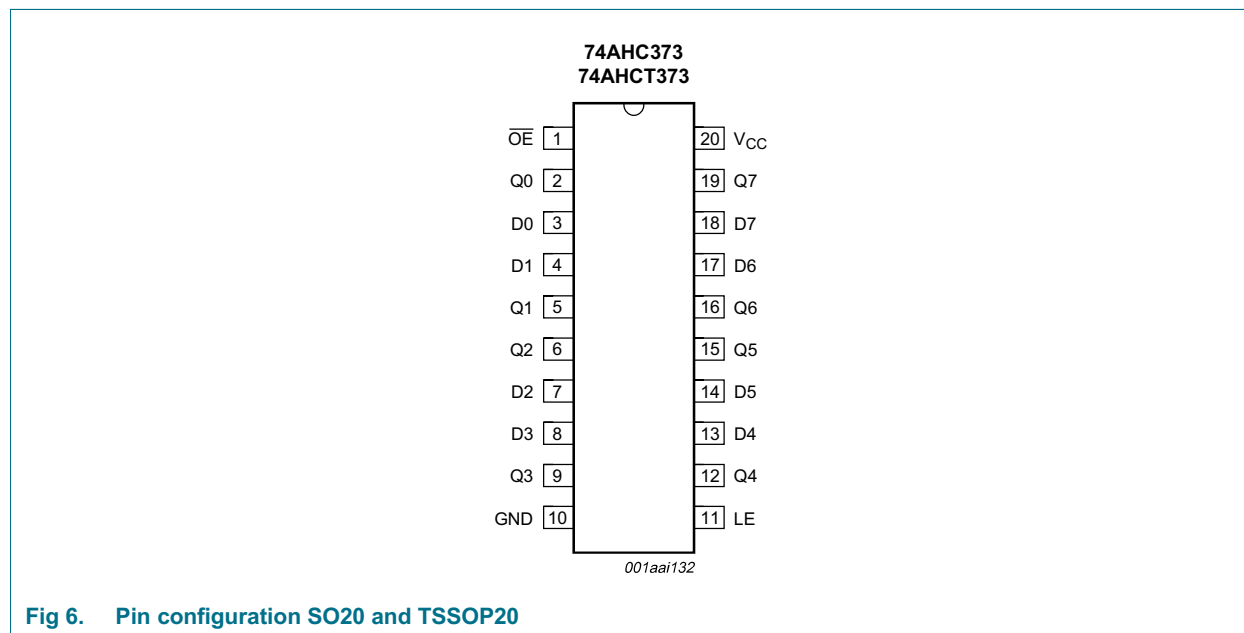 74AHC373
74AHCT373
OE 1 20 VCC
Q0 2 19 Q7
D0 3 18 D7
D1 4 17 D6
Q1 5 16 Q6
Q2 6 15 Q5
D2 7 14 D5
D3 8 13 D4
Q3 9 12 Q4
GND 10 11 LE
001aai132
Fig 6. Pin configuration SO20 and TSSOP20